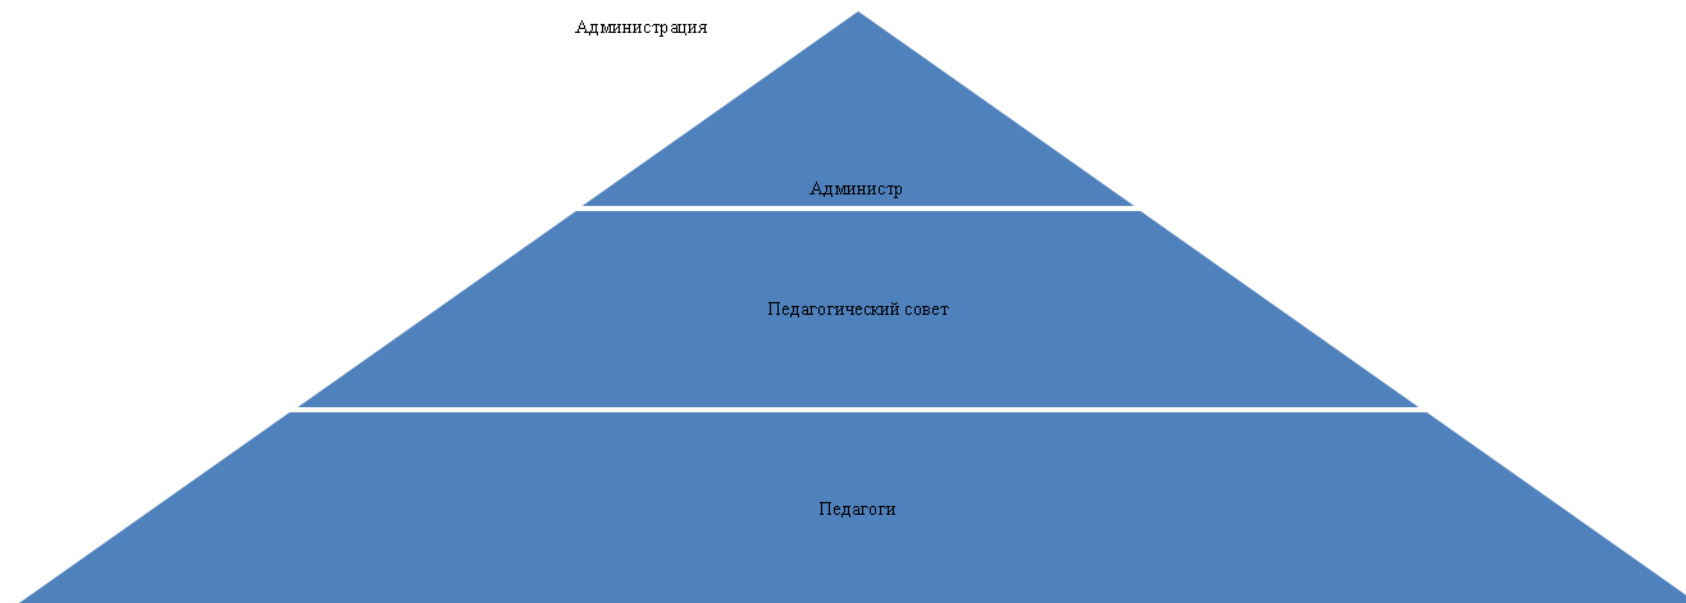 Администрация
Администр
Педагогический совет
Педагоги